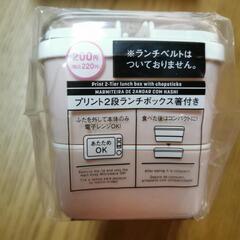 200円
税込220円
※ランチベルトは
ついておりません。
Print 2-Tier lunch box with chopsticks
MARMITEIRA DE 2ANDAR COM HASHI
プリント2段ランチボックス箸付き
ふたを外して本体のみ
電子レンジOK!
あたため
OK
食べた後はコンパクトに!